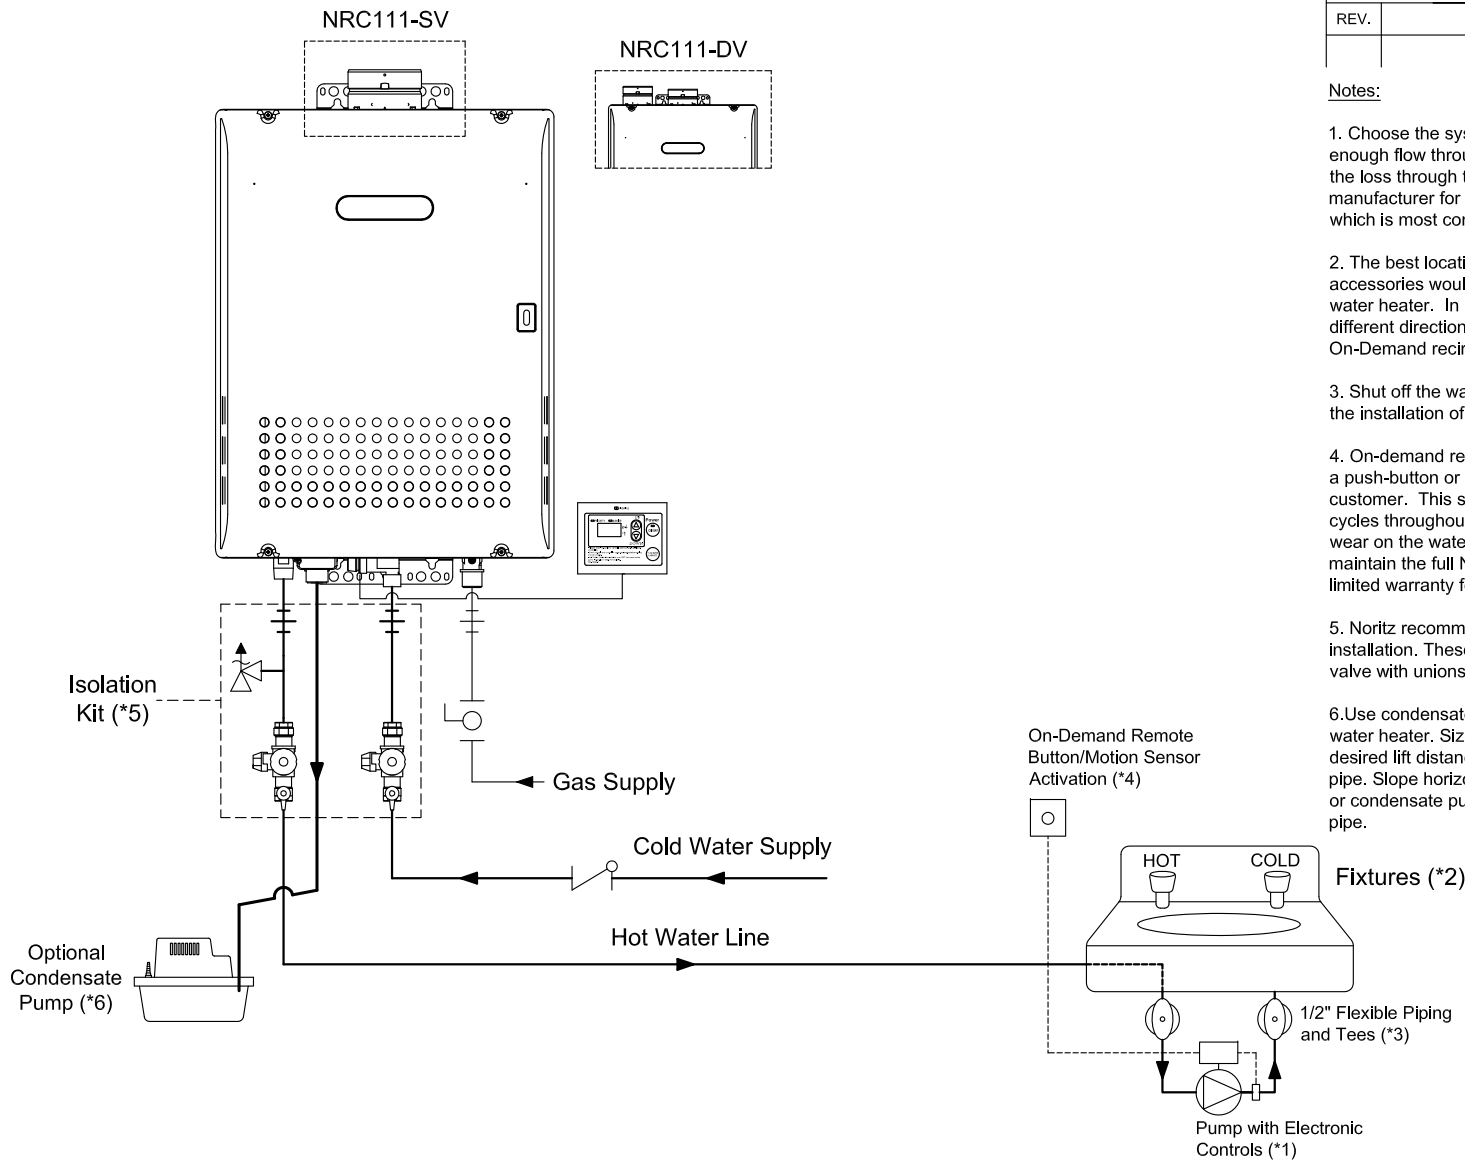 NRC111-SV
NRC111-DV
REV.
Notes:
1. Choose the sys
enough flow throu
the loss through t
manufacturer for
which is most cor
2. The best locati
accessories woul
water heater. In
different direction
On-Demand recir
3. Shut off the wa
the installation of
4. On-demand re
a push-button or
customer. This s
cycles throughou
wear on the wate
maintain the full N
limited warranty f
5. Noritz recomm
installation. These
valve with unions
6.Use condensate
water heater. Siz
desired lift distanc
pipe. Slope horizo
or condensate pu
pipe.
Power
Isolation
Kit (*5)
Gas Supply
On-Demand Remote
Button/Motion Sensor
Activation (*4)
Cold Water Supply
HOT
COLD
Fixtures (*2)
Hot Water Line
Optional
Condensate
Pump (*6)
1/2" Flexible Piping
and Tees (*3)
Pump with Electronic
Controls (*1)